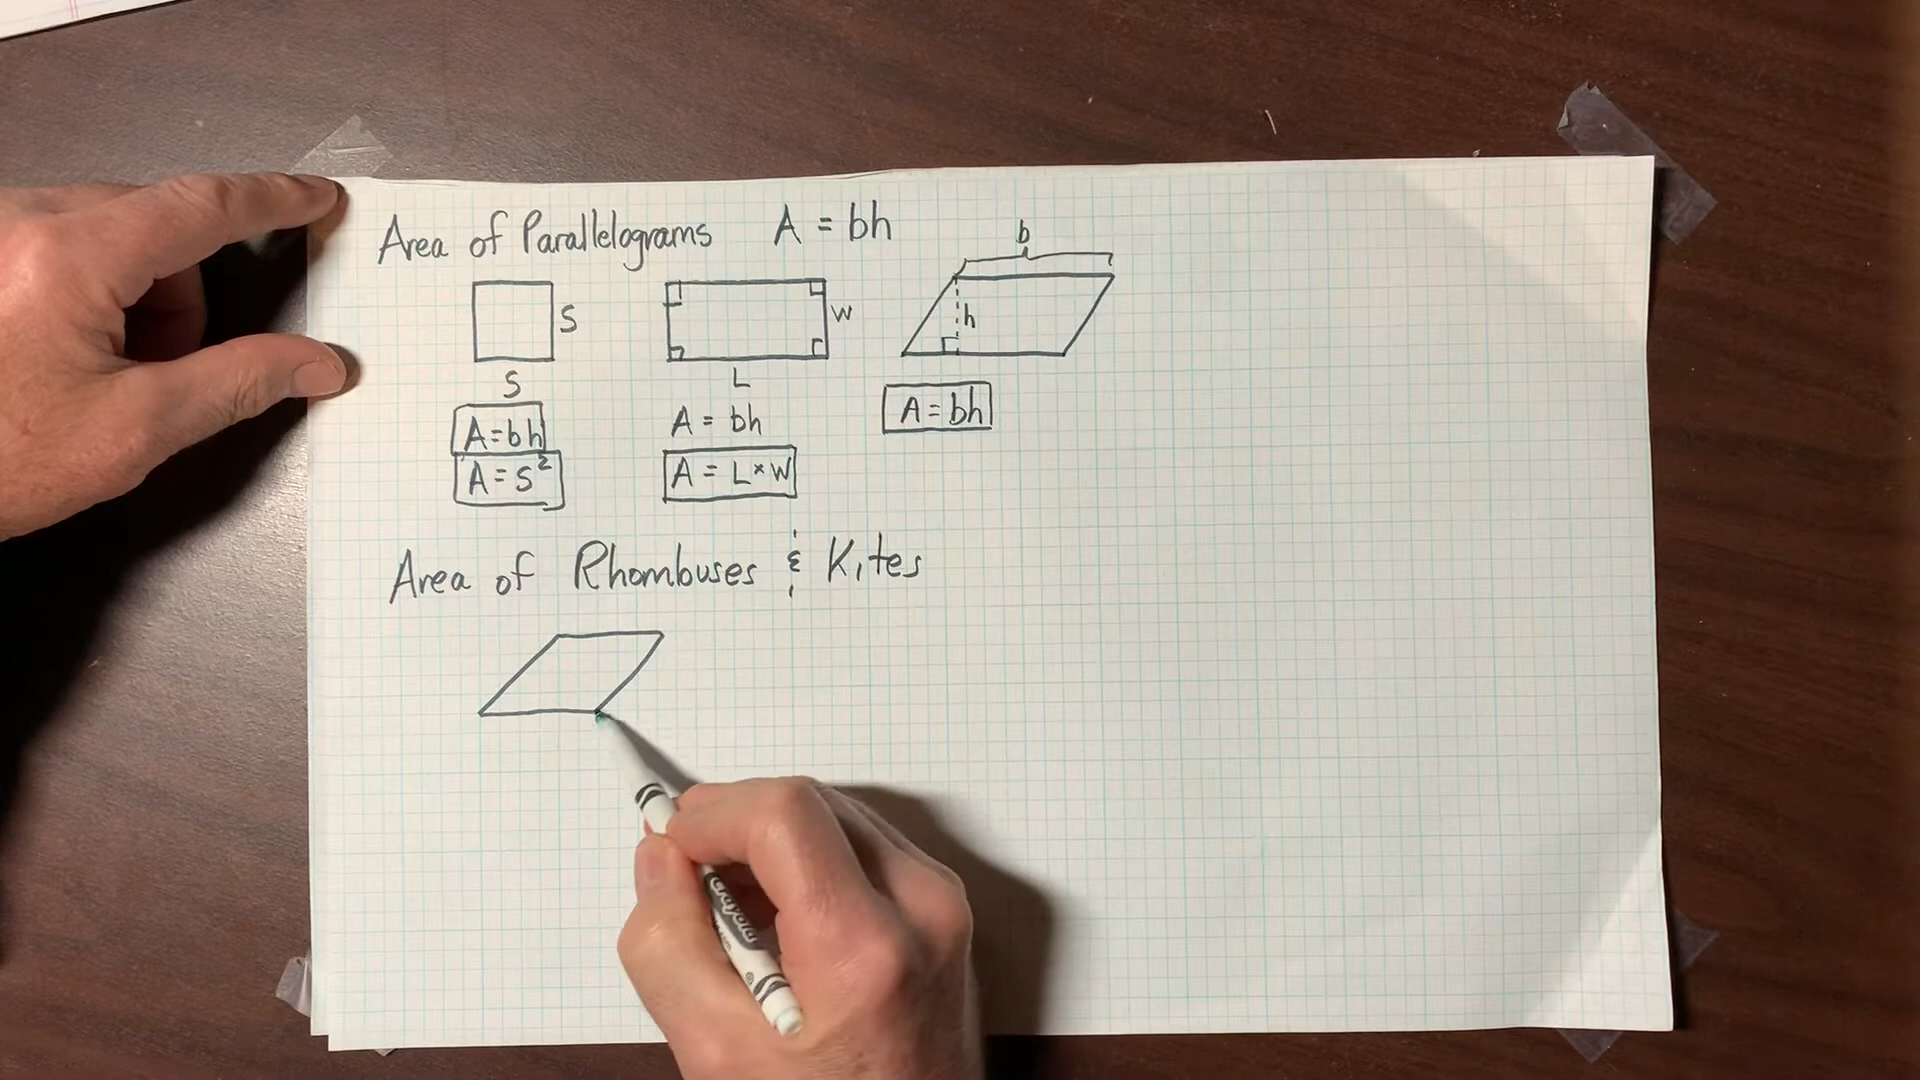 Area of Parallelograms A = bh
b
S
W
h
S
L
A = bh
A = bh
A = bh
A = S²
A = L × W
Area of Rhombuses & Kites
Crayola